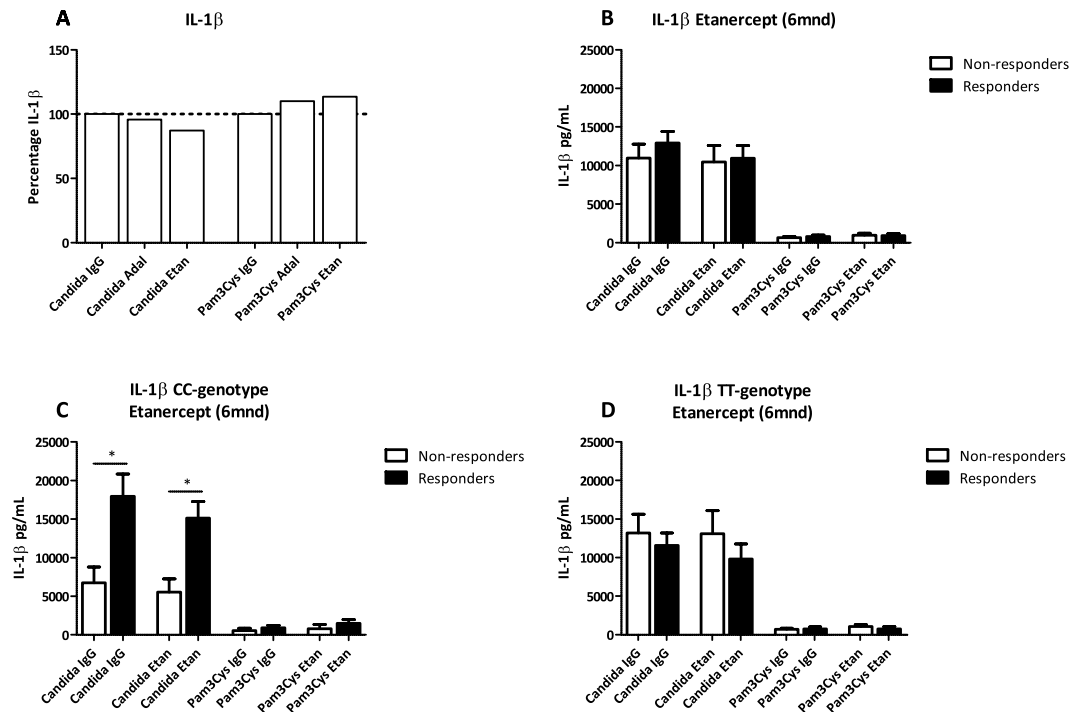 A
IL-1β
Percentage IL-1β
150
100
50
0
Candida IgG
Candida Adal
Candida Etan
Pam3Cys IgG
Pam3Cys Adal
Pam3Cys Etan
B
IL-1β Etanercept (6mnd)
IL-1β pg/mL
25000
20000
15000
10000
5000
0
Candida IgG
Candida IgG
Candida Etan
Candida Etan
Pam3Cys IgG
Pam3Cys IgG
Pam3Cys Etan
Pam3Cys Etan
Non-responders
Responders
C
IL-1β CC-genotype
Etanercept (6mnd)
IL-1β pg/mL
25000
20000
15000
10000
5000
0
*
*
Candida IgG
Candida IgG
Candida Etan
Candida Etan
Pam3Cys IgG
Pam3Cys IgG
Pam3Cys Etan
Pam3Cys Etan
Non-responders
Responders
D
IL-1β TT-genotype
Etanercept (6mnd)
IL-1β pg/mL
25000
20000
15000
10000
5000
0
Candida IgG
Candida IgG
Candida Etan
Candida Etan
Pam3Cys IgG
Pam3Cys IgG
Pam3Cys Etan
Pam3Cys Etan
Non-responders
Responders